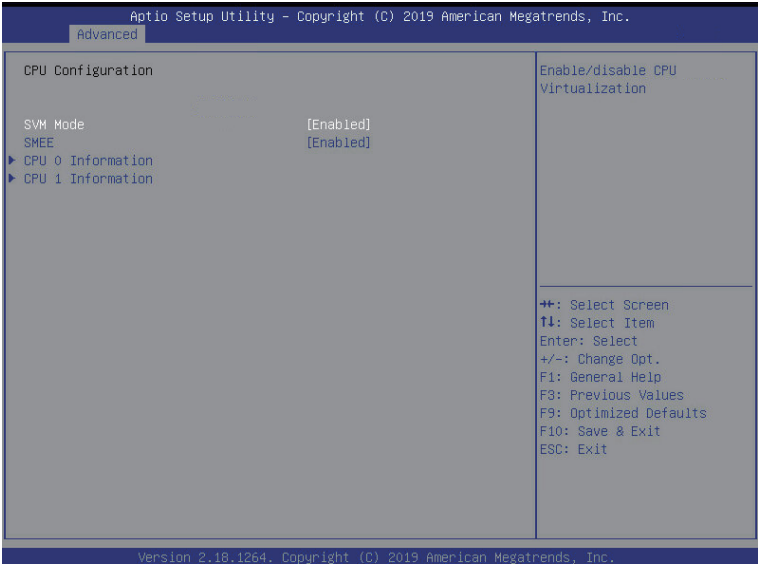 Aptio Setup Utility – Copyright (C) 2019 American Megatrends, Inc.
Advanced
CPU Configuration
SVM Mode [Enabled]
SMEE [Enabled]
CPU 0 Information
CPU 1 Information
Enable/disable CPU
Virtualization
→←: Select Screen
↑↓: Select Item
Enter: Select
+/-: Change Opt.
F1: General Help
F3: Previous Values
F9: Optimized Defaults
F10: Save & Exit
ESC: Exit
Version 2.18.1264. Copyright (C) 2019 American Megatrends, Inc.